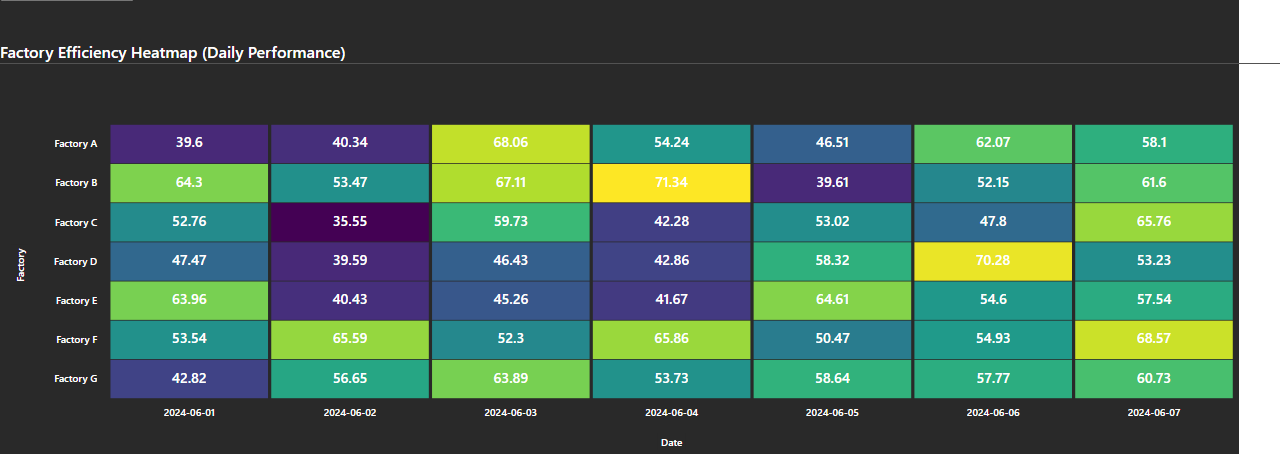 Factory Efficiency Heatmap (Daily Performance)
Factory A 39.6 40.34 68.06 54.24 46.51 62.07 58.1
Factory B 64.3 53.47 67.11 71.34 39.61 52.15 61.6
Factory C 52.76 35.55 59.73 42.28 53.02 47.8 65.76
Factory D 47.47 39.59 46.43 42.86 58.32 70.28 53.23
Factory E 63.96 40.43 45.26 41.67 64.61 54.6 57.54
Factory F 53.54 65.59 52.3 65.86 50.47 54.93 68.57
Factory G 42.82 56.65 63.89 53.73 58.64 57.77 60.73
Factory
2024-06-01 2024-06-02 2024-06-03 2024-06-04 2024-06-05 2024-06-06 2024-06-07
Date